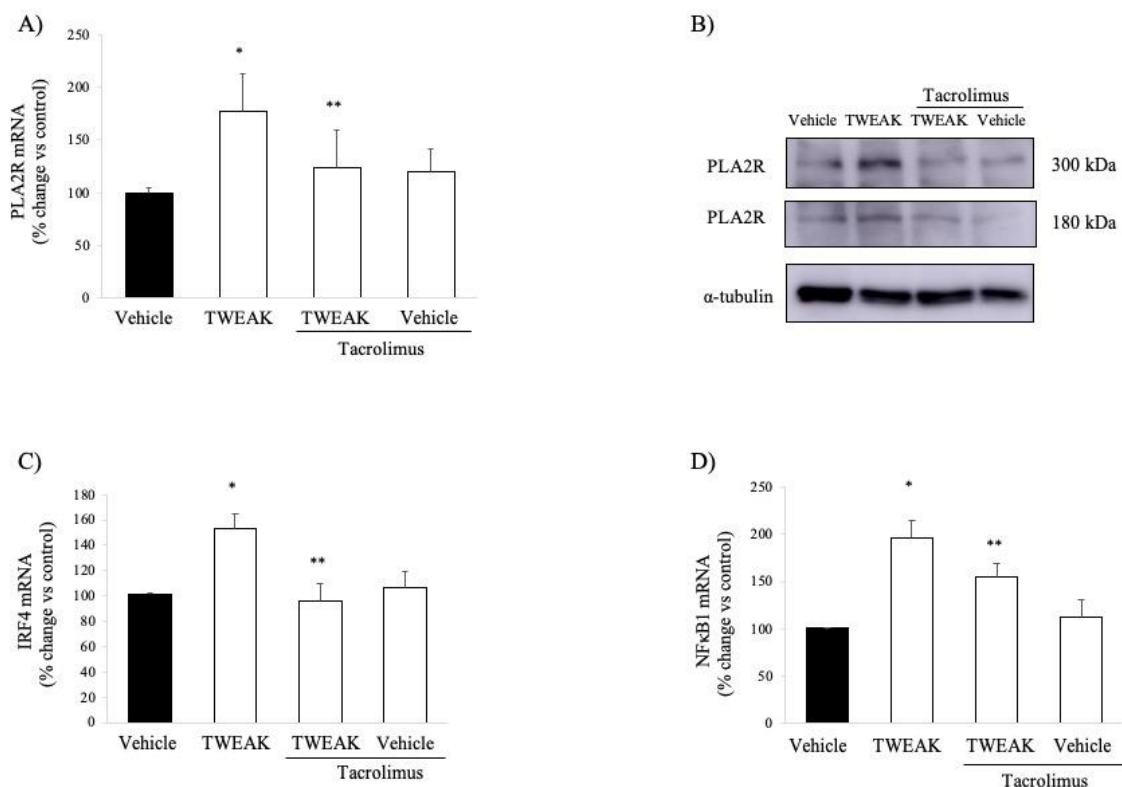 A)
PLA2R mRNA
(% change vs control)
250
200
150
100
50
0
*
**
Vehicle
TWEAK
TWEAK
Vehicle
Tacrolimus
B)
Tacrolimus
Vehicle TWEAK TWEAK Vehicle
PLA2R 300 kDa
PLA2R 180 kDa
α-tubulin
C)
IRF4 mRNA
(% change vs control)
180
160
140
120
100
80
60
40
20
0
*
**
Vehicle
TWEAK
TWEAK
Vehicle
Tacrolimus
D)
NFκB1 mRNA
(% change vs control)
250
200
150
100
50
0
*
**
Vehicle
TWEAK
TWEAK
Vehicle
Tacrolimus